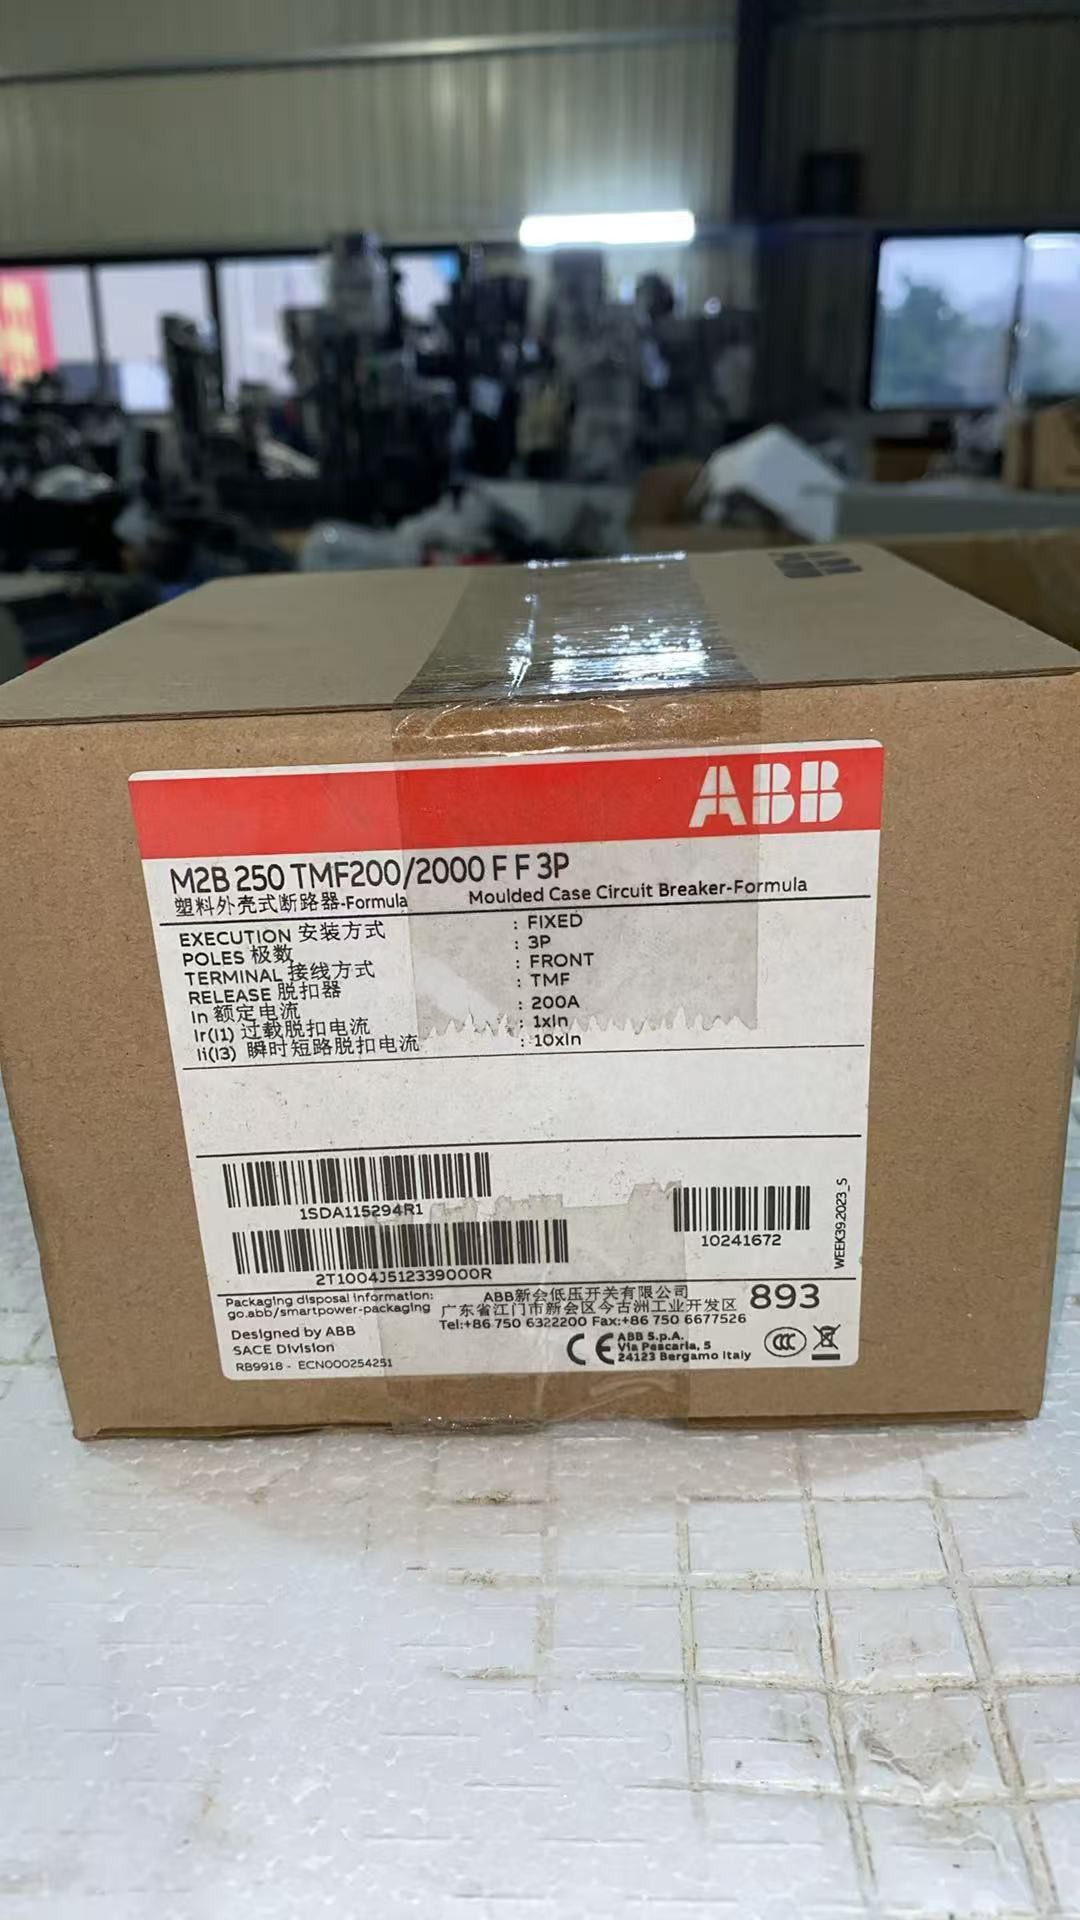 ABB
M2B 250 TMF200/2000 F F 3P
塑料外壳式断路器-Formula Moulded Case Circuit Breaker-Formula
EXECUTION 安装方式 : FIXED
POLES 极数 : 3P
TERMINAL 接线方式 : FRONT
RELEASE 脱扣器 : TMF
In 额定电流 : 200A
Ir(I1) 过载脱扣电流 : 1xIn
Ii(I3) 瞬时短路脱扣电流 : 10xIn
1SDA115294R1
2T1004J512339000R
10241672
WEEK39.2023_S
Packaging disposal information:
go.abb/smartpower-packaging
Designed by ABB
SACE Division
RB9918 - ECN000254251
ABB新会低压开关有限公司
广东省江门市新会区今古洲工业开发区
Tel:+86 750 6322200 Fax:+86 750 6677526
893
CE
ABB S.p.A.
Via Pescaria, 5
24123 Bergamo Italy
CCC